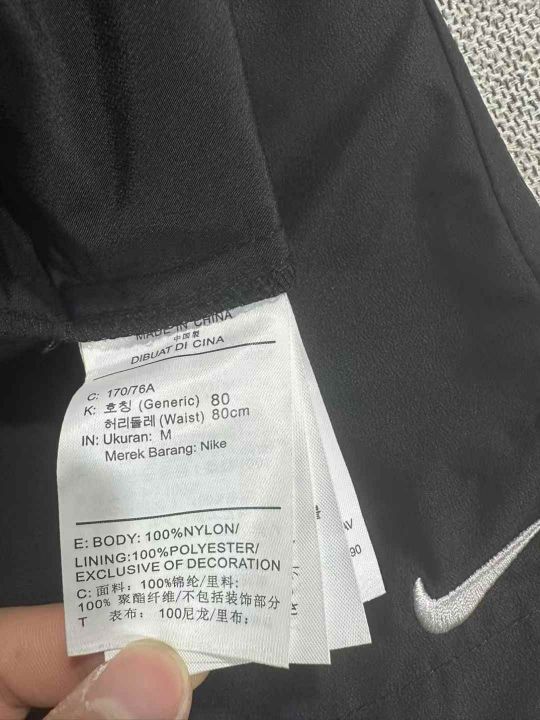 MADE IN CHINA
中国製
DIBUAT DI CINA
C: 170/76A
K: 호칭 (Generic) 80
허리둘레 (Waist) 80cm
IN: Ukuran: M
Merek Barang: Nike
E: BODY: 100%NYLON/
LINING:100%POLYESTER/
EXCLUSIVE OF DECORATION
C: 面料：100%锦纶/里料:
100% 聚酯纤维/不包括装饰部分
T 表布： 100尼龙/里布;
AV
90